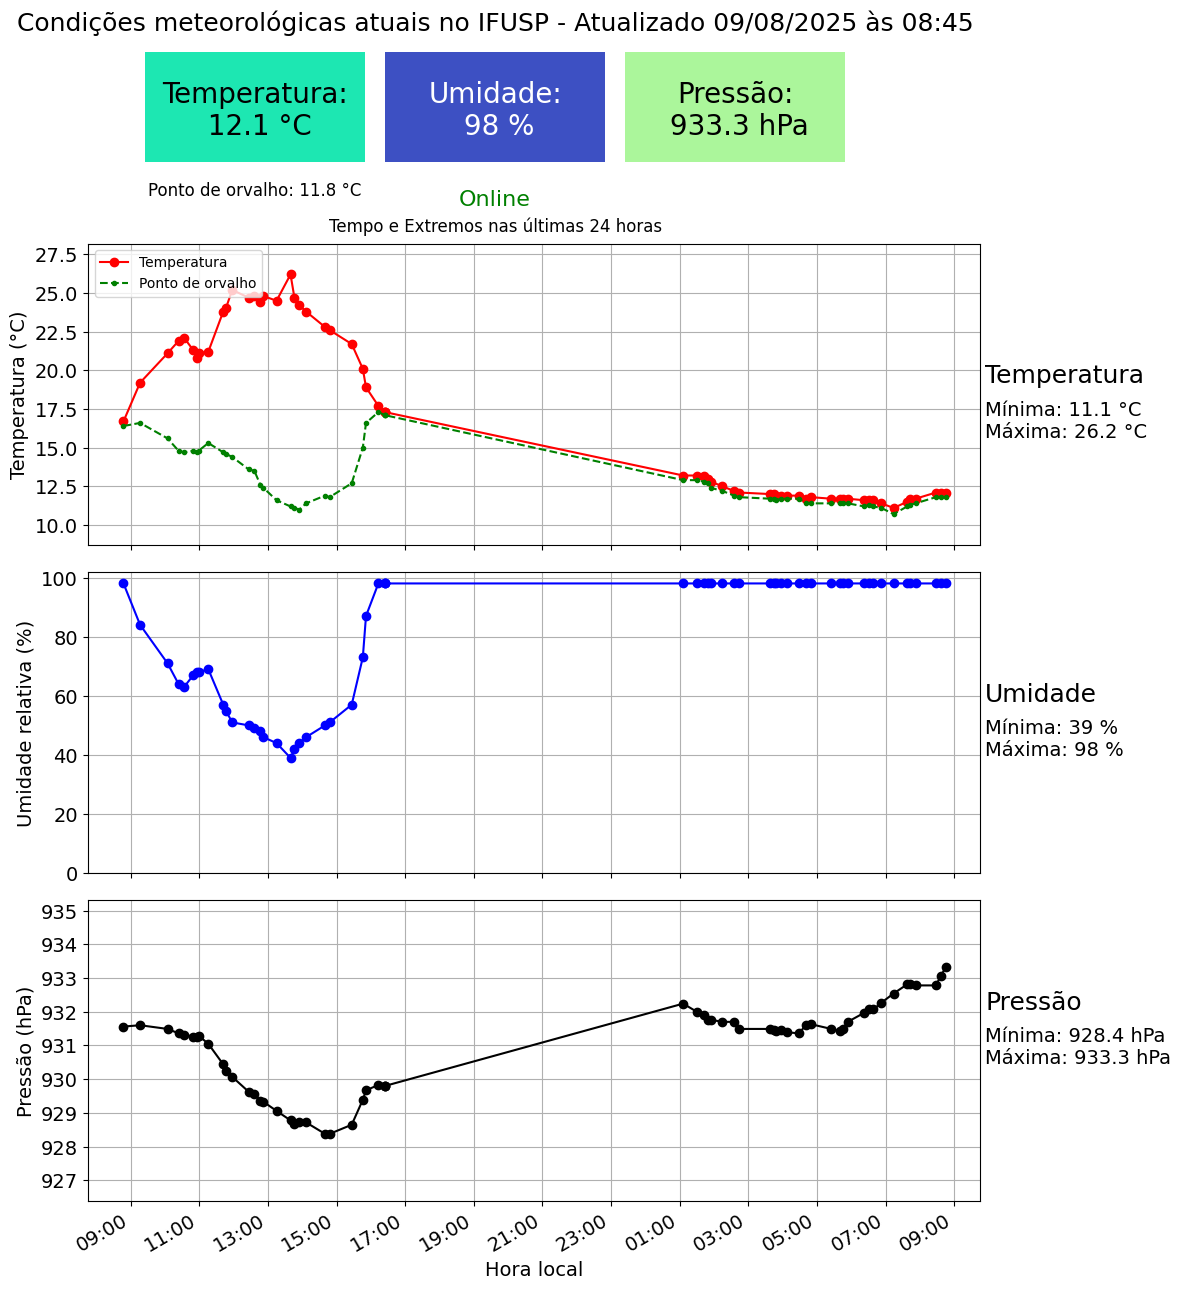 Condições meteorológicas atuais no IFUSP - Atualizado 09/08/2025 às 08:45
Temperatura:
12.1 °C
Umidade:
98 %
Pressão:
933.3 hPa
Ponto de orvalho: 11.8 °C
Online
Tempo e Extremos nas últimas 24 horas
Temperatura
Ponto de orvalho
Temperatura (°C)
27.5
25.0
22.5
20.0
17.5
15.0
12.5
10.0
Temperatura
Mínima: 11.1 °C
Máxima: 26.2 °C
Umidade relativa (%)
100
80
60
40
20
0
Umidade
Mínima: 39 %
Máxima: 98 %
Pressão (hPa)
935
934
933
932
931
930
929
928
927
Pressão
Mínima: 928.4 hPa
Máxima: 933.3 hPa
09:00 11:00 13:00 15:00 17:00 19:00 21:00 23:00 01:00 03:00 05:00 07:00 09:00
Hora local